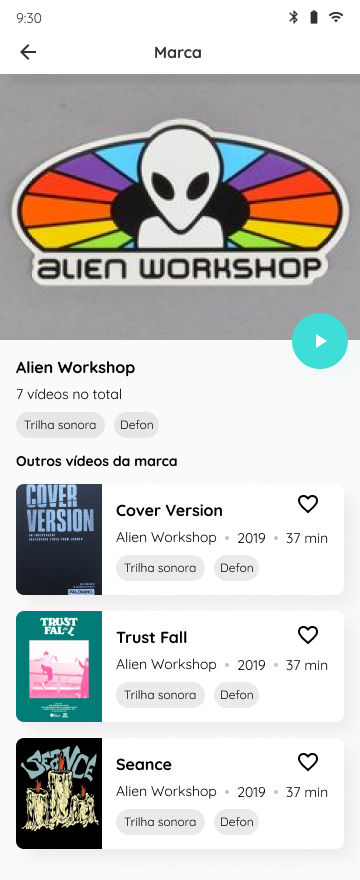 9:30
Marca
ALIEN WORKSHOP
Alien Workshop
7 vídeos no total
Trilha sonora Defon
Outros vídeos da marca
COVER
VERSION
Cover Version
Alien Workshop • 2019 • 37 min
Trilha sonora Defon
TRUST
FALL
Trust Fall
Alien Workshop • 2019 • 37 min
Trilha sonora Defon
SEANCE
Seance
Alien Workshop • 2019 • 37 min
Trilha sonora Defon